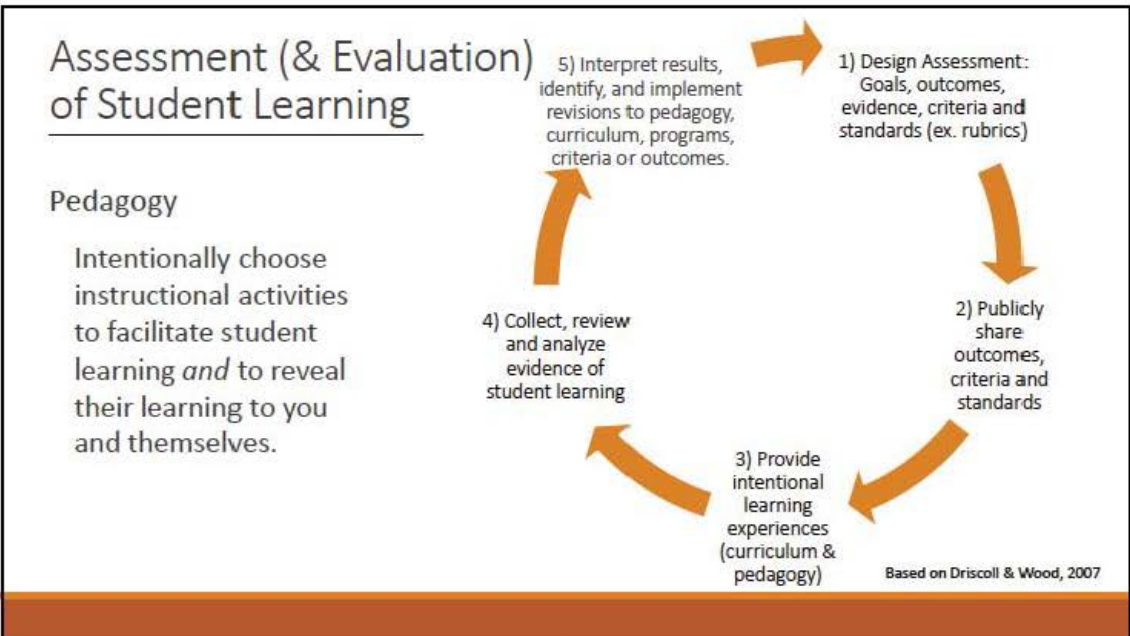 Assessment (& Evaluation)
of Student Learning
Pedagogy
Intentionally choose
instructional activities
to facilitate student
learning and to reveal
their learning to you
and themselves.
1) Design Assessment:
Goals, outcomes,
evidence, criteria and
standards (ex. rubrics)
2) Publicly
share
outcomes,
criteria and
standards
3) Provide
intentional
learning
experiences
(curriculum &
pedagogy)
4) Collect, review
and analyze
evidence of
student learning
5) Interpret results,
identify, and implement
revisions to pedagogy,
curriculum, programs,
criteria or outcomes.
Based on Driscoll & Wood, 2007